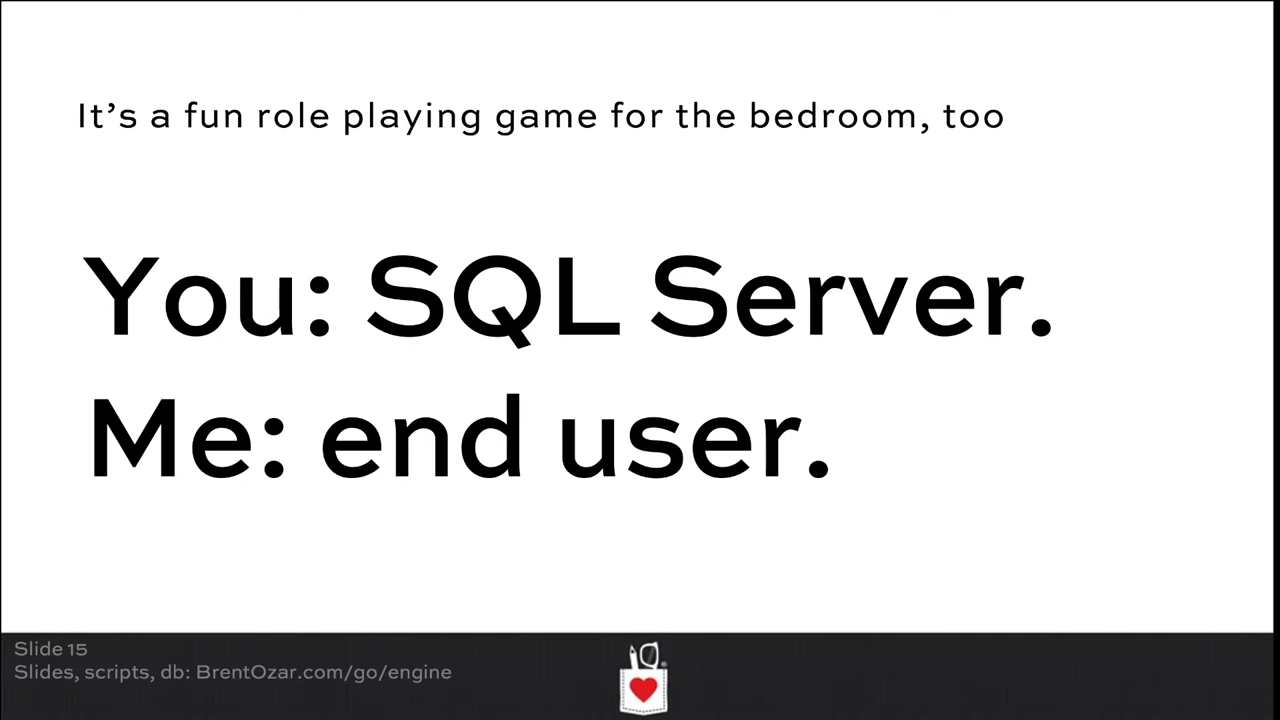 It’s a fun role playing game for the bedroom, too
You: SQL Server.
Me: end user.
Slide 15
Slides, scripts, db: BrentOzar.com/go/engine